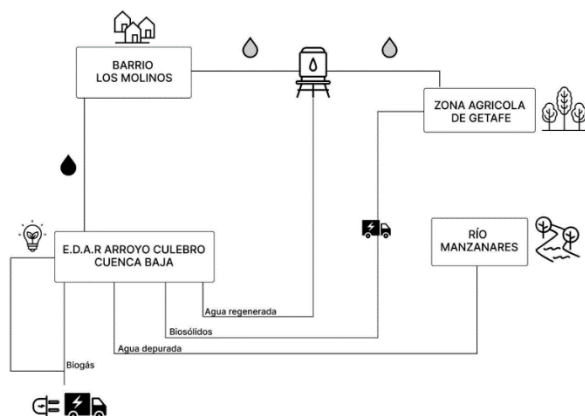 BARRIO
LOS MOLINOS
ZONA AGRICOLA
DE GETAFE
E.D.A.R ARROYO CULEBRO
CUENCA BAJA
RÍO
MANZANARES
Agua regenerada
Biosólidos
Agua depurada
Biogás